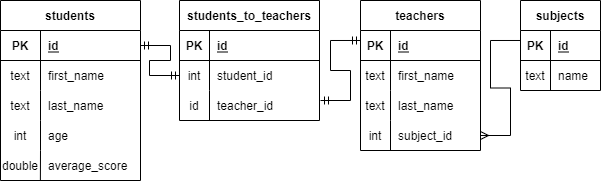 students
PK id
text first_name
text last_name
int age
double average_score
students_to_teachers
PK id
int student_id
id teacher_id
teachers
PK id
text first_name
text last_name
int subject_id
subjects
PK id
text name